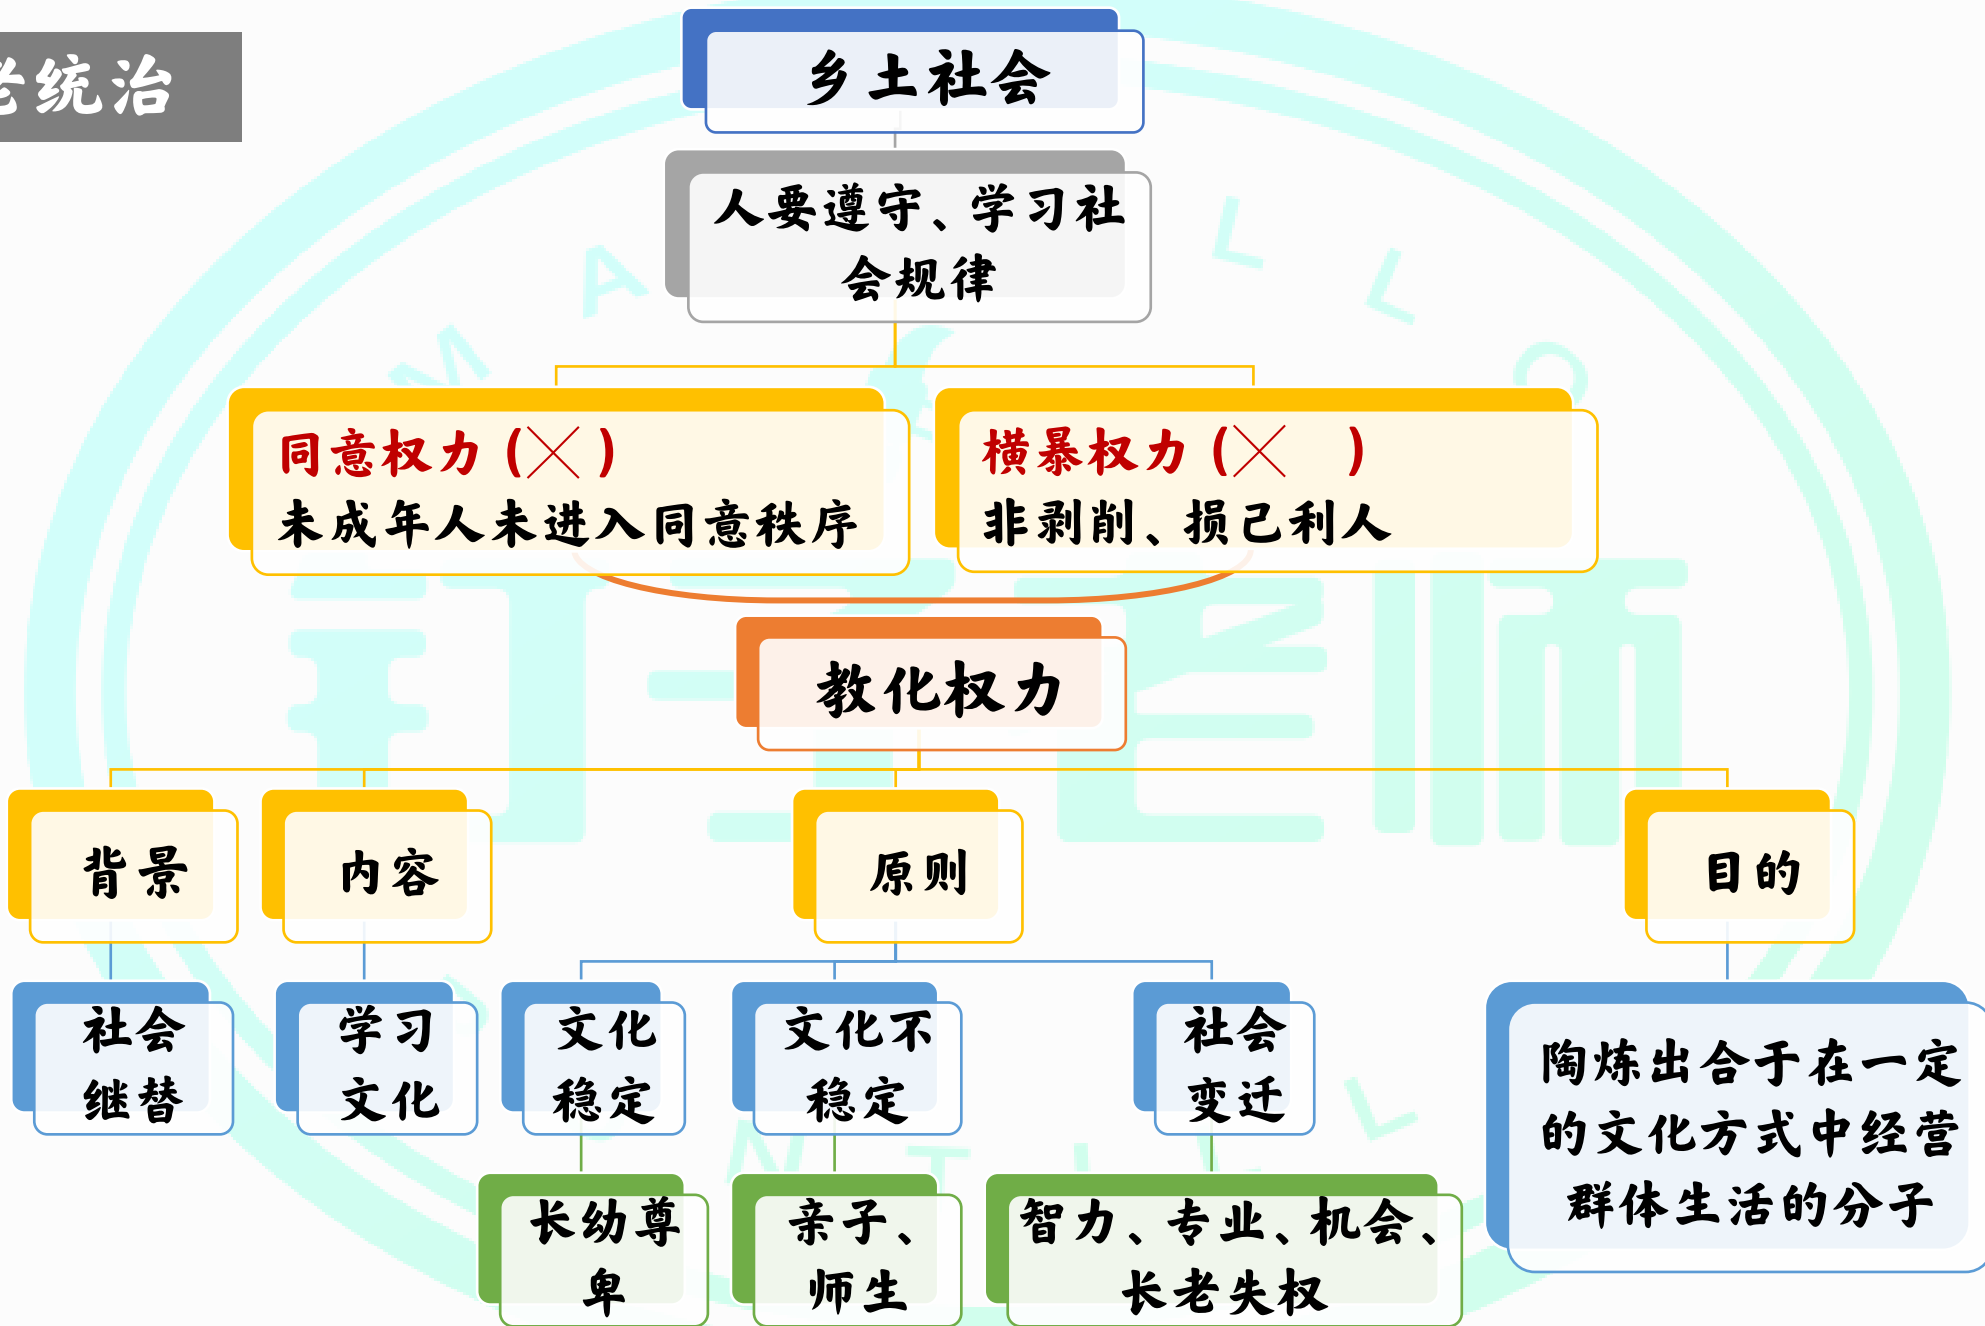 老统治
乡土社会
人要遵守、学习社
会规律
同意权力(╳)
未成年人未进入同意秩序
横暴权力(╳ )
非剥削、损己利人
教化权力
背景
内容
原则
目的
社会
继替
学习
文化
文化
稳定
文化不
稳定
社会
变迁
陶炼出合于在一定
的文化方式中经营
群体生活的分子
长幼尊
卑
亲子、
师生
智力、专业、机会、
长老失权